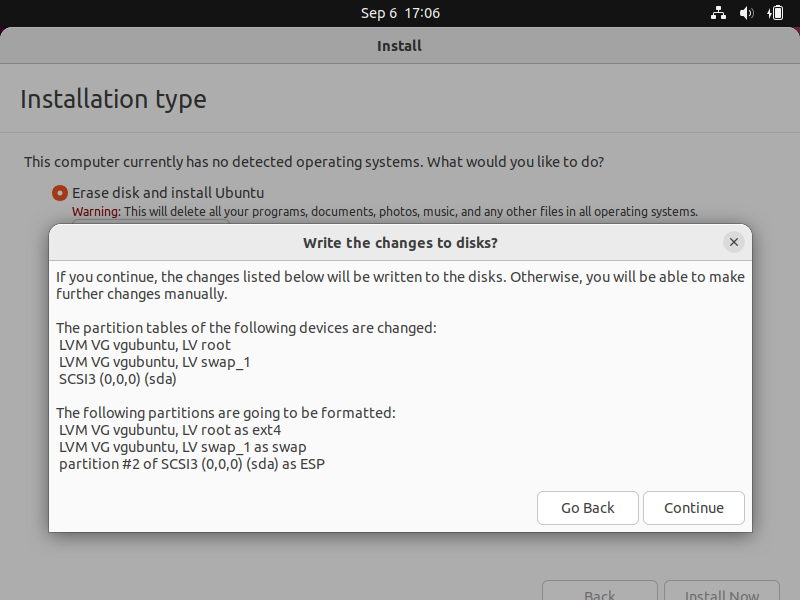 Sep 6 17:06
Install
Installation type
This computer currently has no detected operating systems. What would you like to do?
Erase disk and install Ubuntu
Warning: This will delete all your programs, documents, photos, music, and any other files in all operating systems.
Write the changes to disks?
If you continue, the changes listed below will be written to the disks. Otherwise, you will be able to make
further changes manually.
The partition tables of the following devices are changed:
LVM VG vgubuntu, LV root
LVM VG vgubuntu, LV swap_1
SCSI3 (0,0,0) (sda)
The following partitions are going to be formatted:
LVM VG vgubuntu, LV root as ext4
LVM VG vgubuntu, LV swap_1 as swap
partition #2 of SCSI3 (0,0,0) (sda) as ESP
Go Back
Continue
Back
Install Now